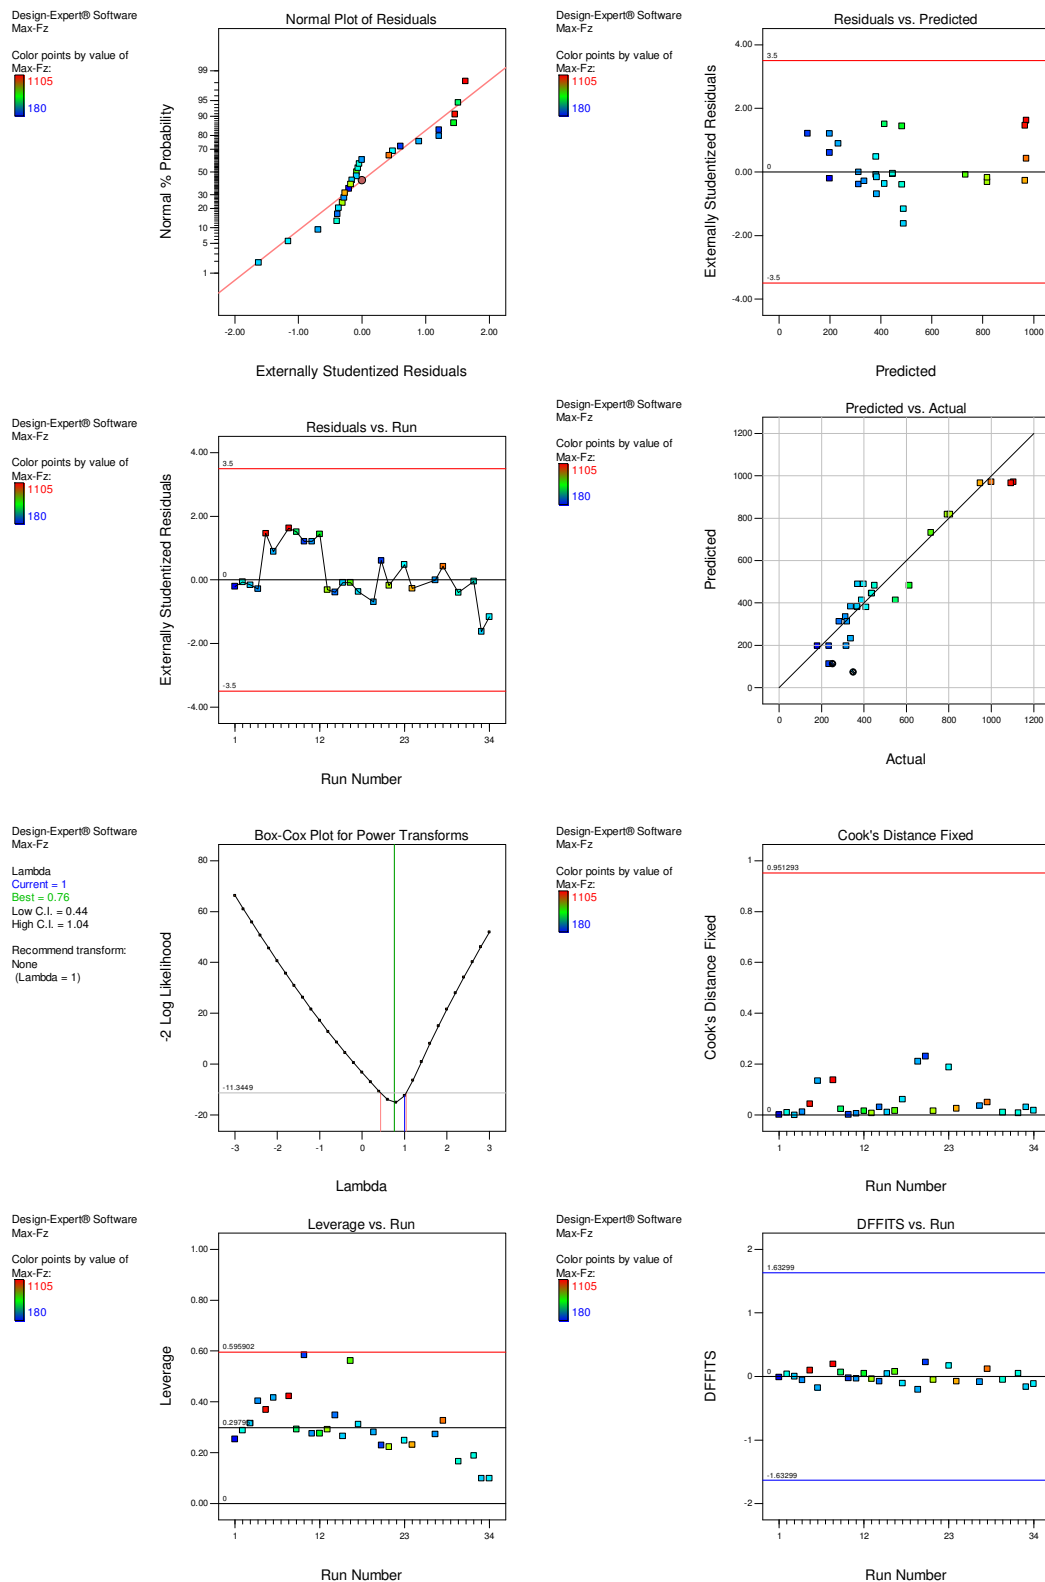 Design-Expert® Software
Max-Fz
Color points by value of
Max-Fz:
1105
180
Normal Plot of Residuals
Normal % Probability
99
95
90
80
70
50
30
20
10
5
1
-2.00 -1.00 0.00 1.00 2.00
Externally Studentized Residuals
Design-Expert® Software
Max-Fz
Color points by value of
Max-Fz:
1105
180
Residuals vs. Predicted
Externally Studentized Residuals
4.00
3.5
2.00
0
0.00
-2.00
-3.5
-4.00
0 200 400 600 800 1000
Predicted
Design-Expert® Software
Max-Fz
Color points by value of
Max-Fz:
1105
180
Residuals vs. Run
Externally Studentized Residuals
4.00
3.5
2.00
0
0.00
-2.00
-3.5
-4.00
1 12 23 34
Run Number
Design-Expert® Software
Max-Fz
Color points by value of
Max-Fz:
1105
180
Predicted vs. Actual
Predicted
1200
1000
800
600
400
200
0
0 200 400 600 800 1000 1200
Actual
Design-Expert® Software
Max-Fz
Lambda
Current = 1
Best = 0.76
Low C.I. = 0.44
High C.I. = 1.04
Recommend transform:
None
(Lambda = 1)
Box-Cox Plot for Power Transforms
-2 Log Likelihood
80
60
40
20
0
-11.3449
-20
-3 -2 -1 0 1 2 3
Lambda
Design-Expert® Software
Max-Fz
Color points by value of
Max-Fz:
1105
180
Cook's Distance Fixed
Cook's Distance Fixed
1
0.951293
0.8
0.6
0.4
0.2
0
0
1 12 23 34
Run Number
Design-Expert® Software
Max-Fz
Color points by value of
Max-Fz:
1105
180
Leverage vs. Run
Leverage
1.00
0.80
0.60
0.595902
0.40
0.20
0.00
0
1 12 23 34
Run Number
Design-Expert® Software
Max-Fz
Color points by value of
Max-Fz:
1105
180
DFFITS vs. Run
DFFITS
2
1.63299
1
0
0
-1
-1.63299
-2
1 12 23 34
Run Number